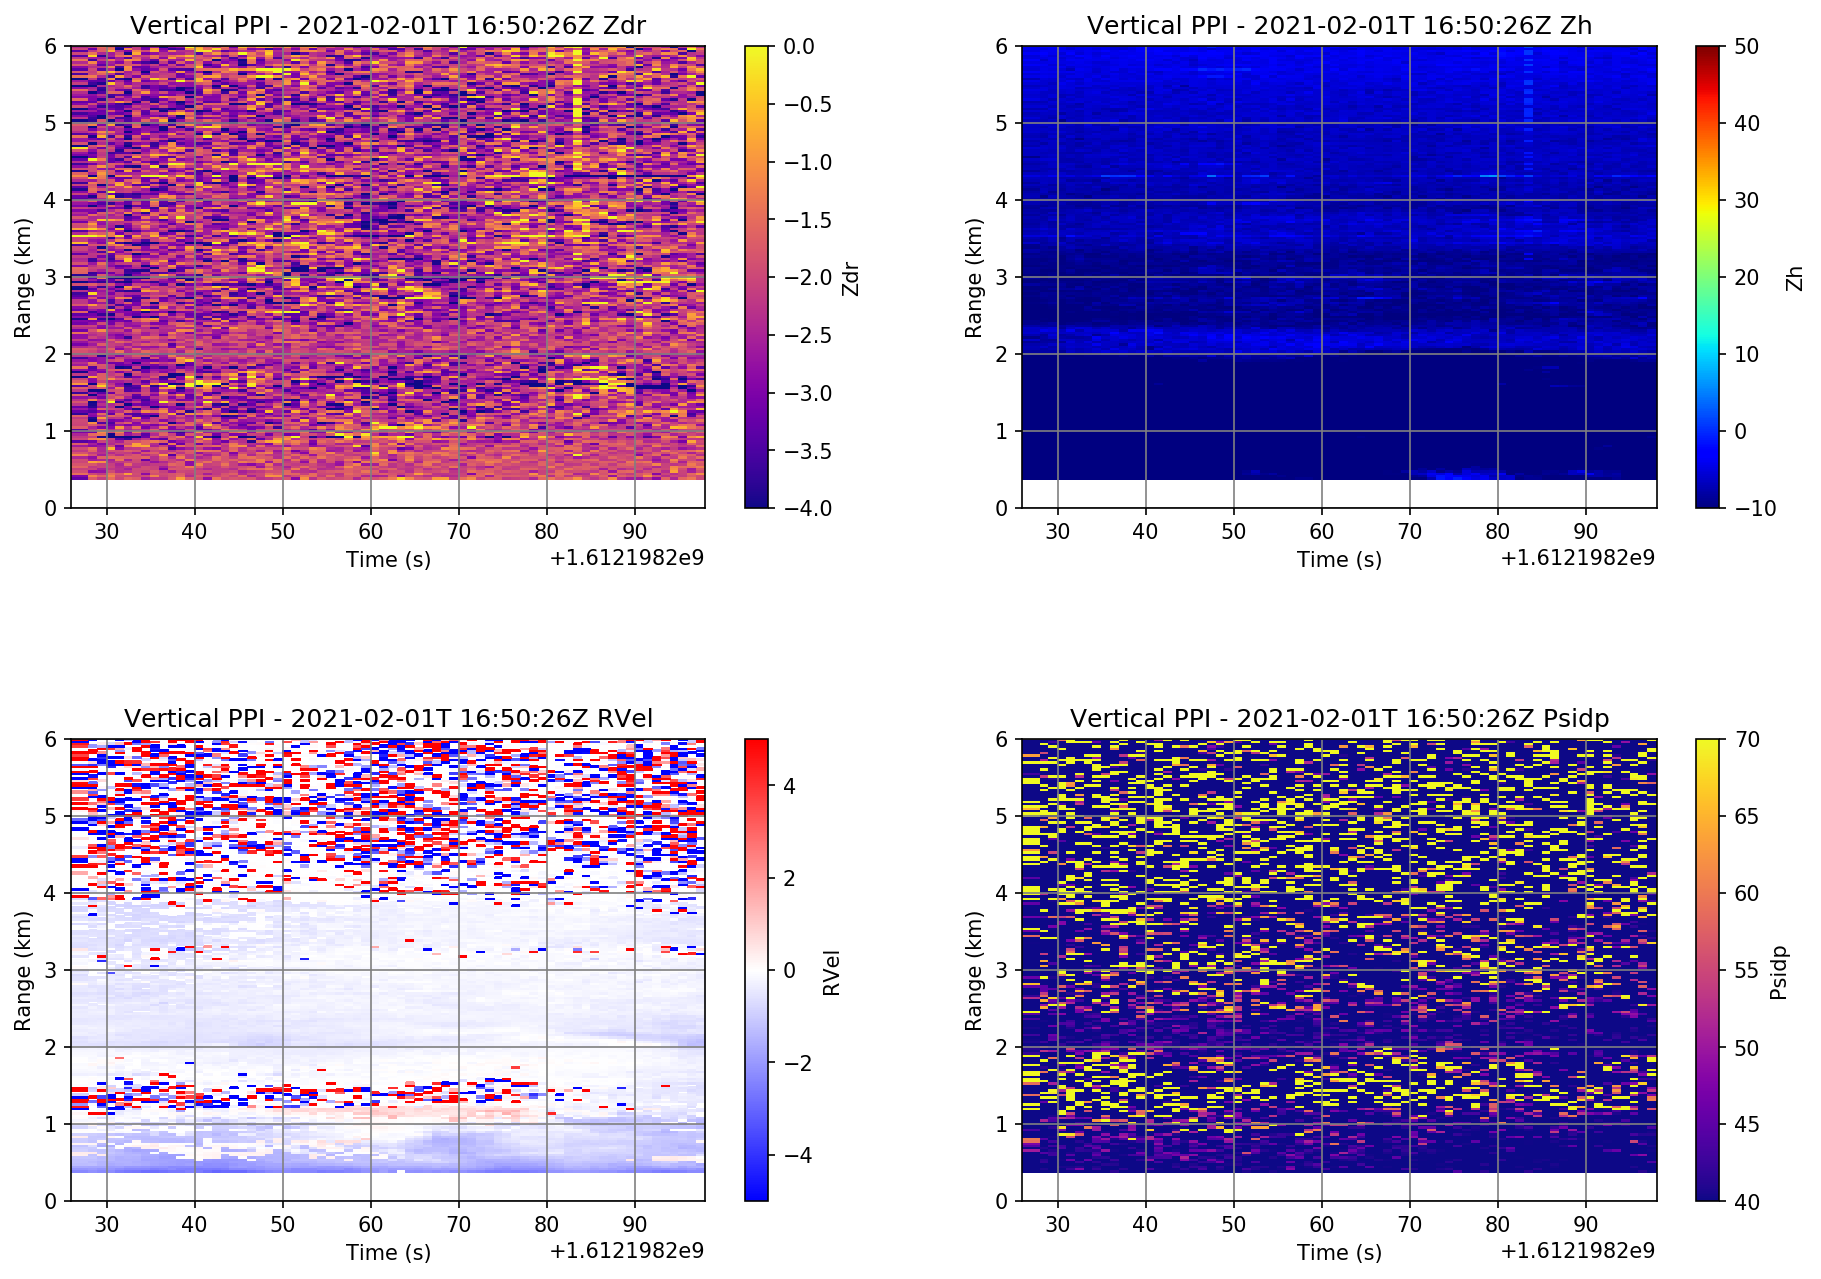 Vertical PPI - 2021-02-01T 16:50:26Z Zdr
6
5
4
3
2
1
0
Range (km)
30 40 50 60 70 80 90
Time (s)
+1.6121982e9
0.0
−0.5
−1.0
−1.5
−2.0
−2.5
−3.0
−3.5
−4.0
Zdr
Vertical PPI - 2021-02-01T 16:50:26Z Zh
6
5
4
3
2
1
0
Range (km)
30 40 50 60 70 80 90
Time (s)
+1.6121982e9
50
40
30
20
10
0
−10
Zh
Vertical PPI - 2021-02-01T 16:50:26Z RVel
6
5
4
3
2
1
0
Range (km)
30 40 50 60 70 80 90
Time (s)
+1.6121982e9
4
2
0
−2
−4
RVel
Vertical PPI - 2021-02-01T 16:50:26Z Psidp
6
5
4
3
2
1
0
Range (km)
30 40 50 60 70 80 90
Time (s)
+1.6121982e9
70
65
60
55
50
45
40
Psidp